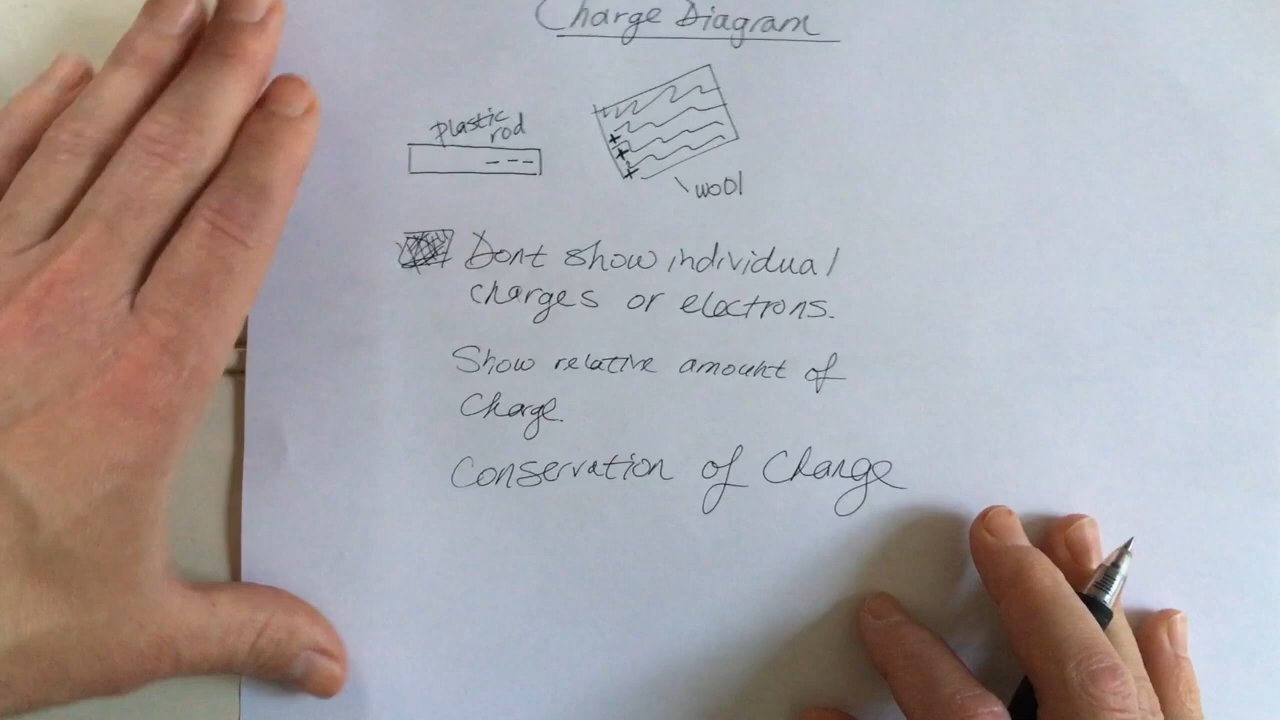 Charge Diagram
Plastic
rod
- - -
+
+
+
wool
Dont show individual
charges or electrons.
Show relative amount of
Charge.
Conservation of Charge